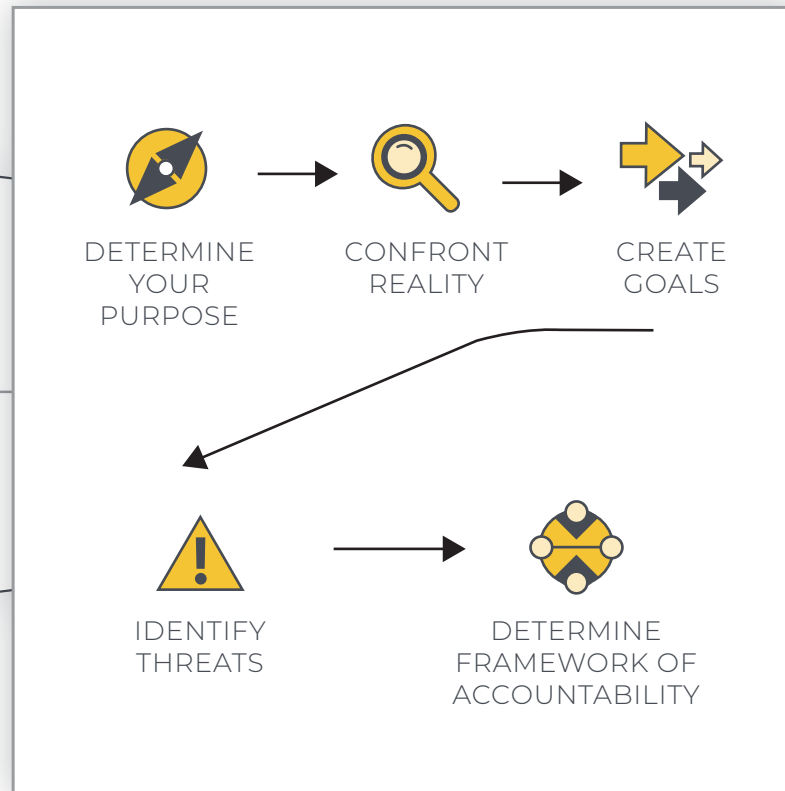 DETERMINE
YOUR
PURPOSE
CONFRONT
REALITY
CREATE
GOALS
IDENTIFY
THREATS
DETERMINE
FRAMEWORK OF
ACCOUNTABILITY